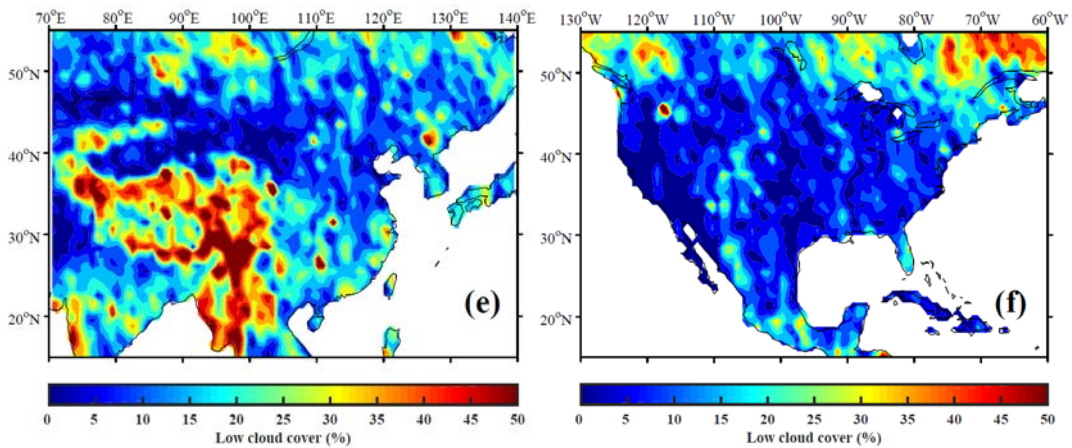 70°E 80°E 90°E 100°E 110°E 120°E 130°E 140°E 130°W 120°W 110°W 100°W 90°W 80°W 70°W 60°W
50°N 50°N
40°N 40°N
30°N 30°N
(e) (f)
20°N 20°N
0 5 10 15 20 25 30 35 40 45 50 0 5 10 15 20 25 30 35 40 45 50
Low cloud cover (%) Low cloud cover (%)